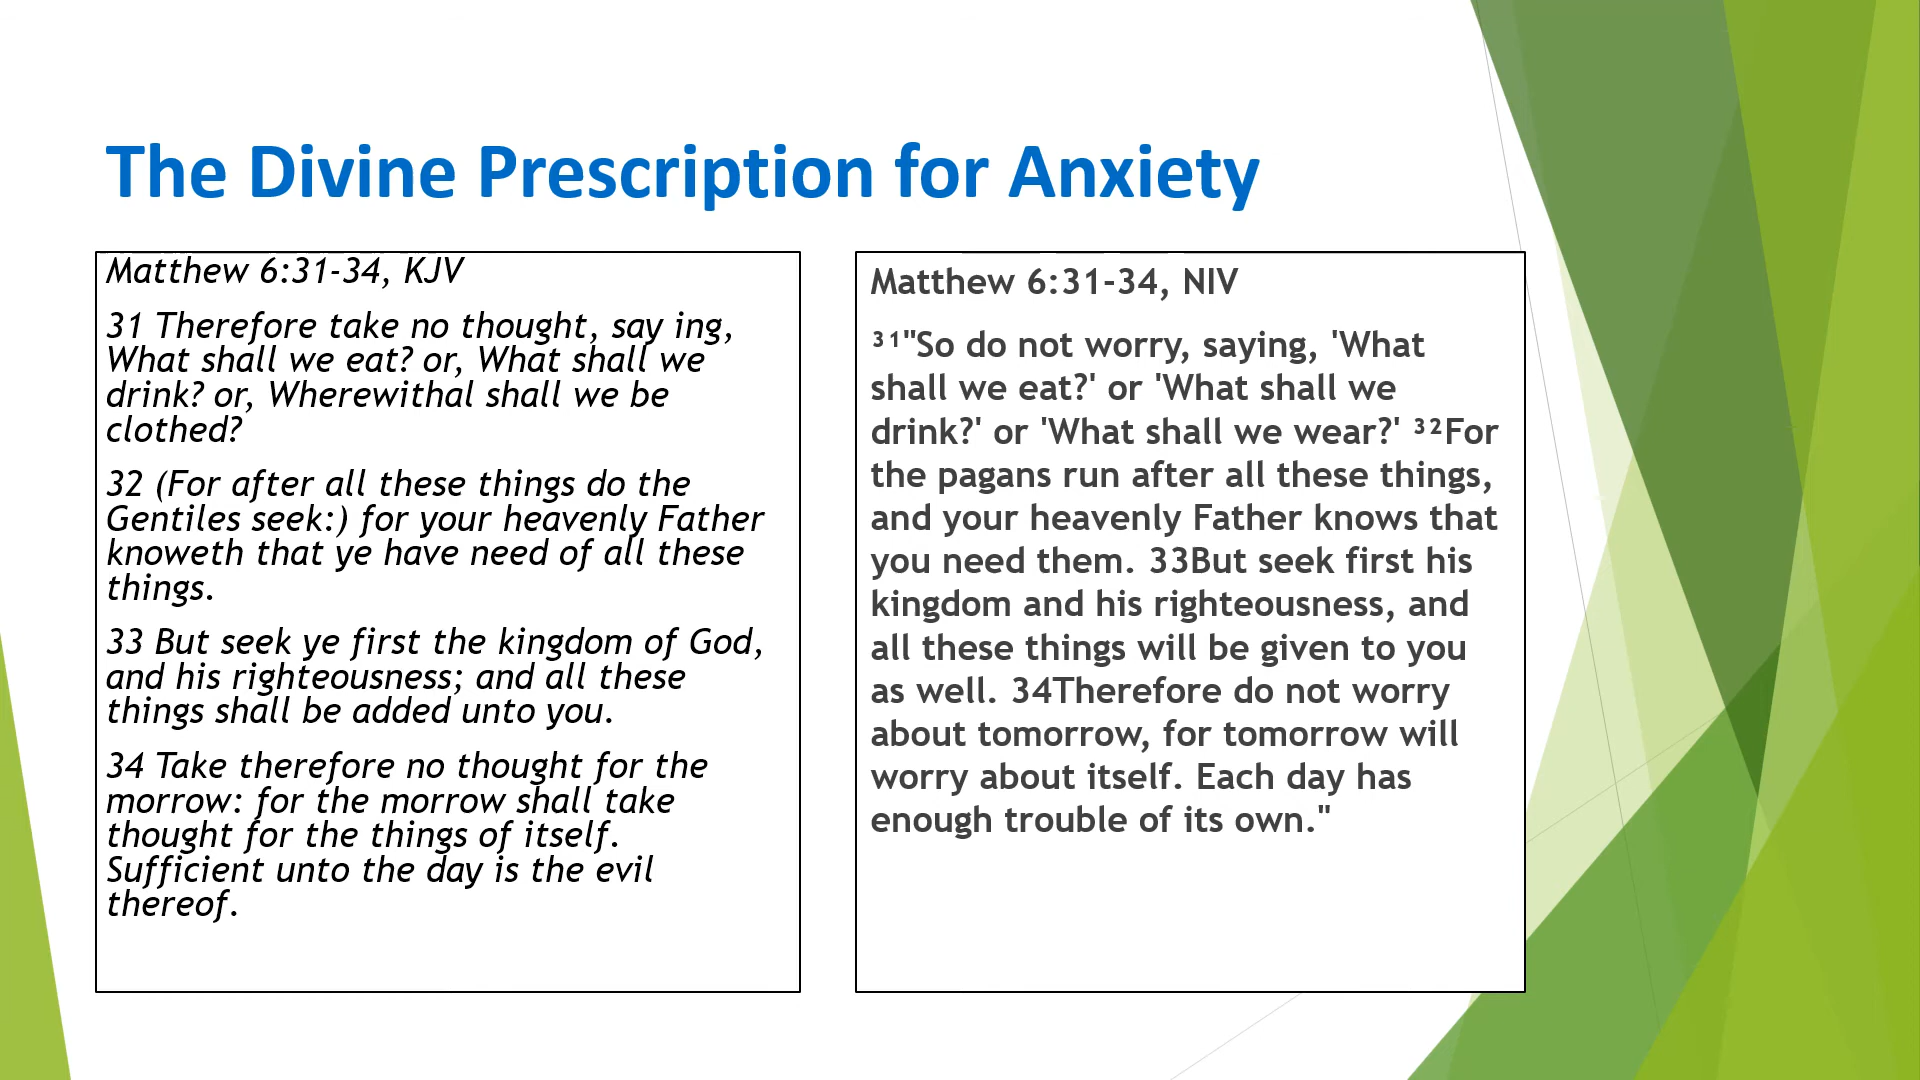 The Divine Prescription for Anxiety
Matthew 6:31-34, KJV
31 Therefore take no thought, say ing,
What shall we eat? or, What shall we
drink? or, Wherewithal shall we be
clothed?
32 (For after all these things do the
Gentiles seek:) for your heavenly Father
knoweth that ye have need of all these
things.
33 But seek ye first the kingdom of God,
and his righteousness; and all these
things shall be added unto you.
34 Take therefore no thought for the
morrow: for the morrow shall take
thought for the things of itself.
Sufficient unto the day is the evil
thereof.
Matthew 6:31-34, NIV
³¹"So do not worry, saying, 'What
shall we eat?' or 'What shall we
drink?' or 'What shall we wear?' ³²For
the pagans run after all these things,
and your heavenly Father knows that
you need them. 33But seek first his
kingdom and his righteousness, and
all these things will be given to you
as well. 34Therefore do not worry
about tomorrow, for tomorrow will
worry about itself. Each day has
enough trouble of its own."